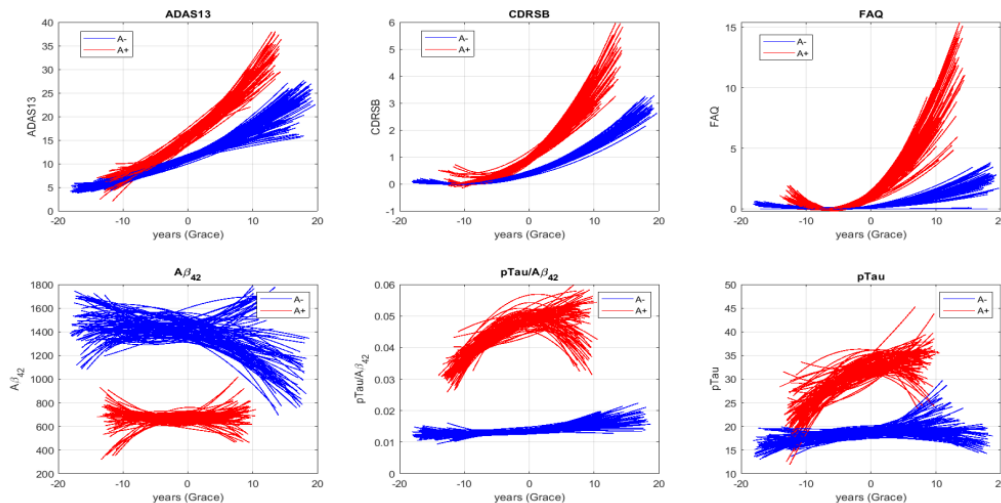 ADAS13
40
35
30
25
20
15
10
5
0
A-
A+
ADAS13
-20
-10
0
10
20
years (Grace)
CDRSB
6
5
4
3
2
1
0
-1
A-
A+
CDRSB
-20
-10
0
10
20
years (Grace)
FAQ
15
10
5
0
A-
A+
FAQ
-20
-10
0
10
20
years (Grace)
Aβ42
1800
1600
1400
1200
1000
800
600
400
200
A-
A+
Aβ42
-20
-10
0
10
20
years (Grace)
pTau/Aβ42
0.06
0.05
0.04
0.03
0.02
0.01
0
A-
A+
pTau/Aβ42
-20
-10
0
10
20
years (Grace)
pTau
50
45
40
35
30
25
20
15
10
A-
A+
pTau
-20
-10
0
10
20
years (Grace)